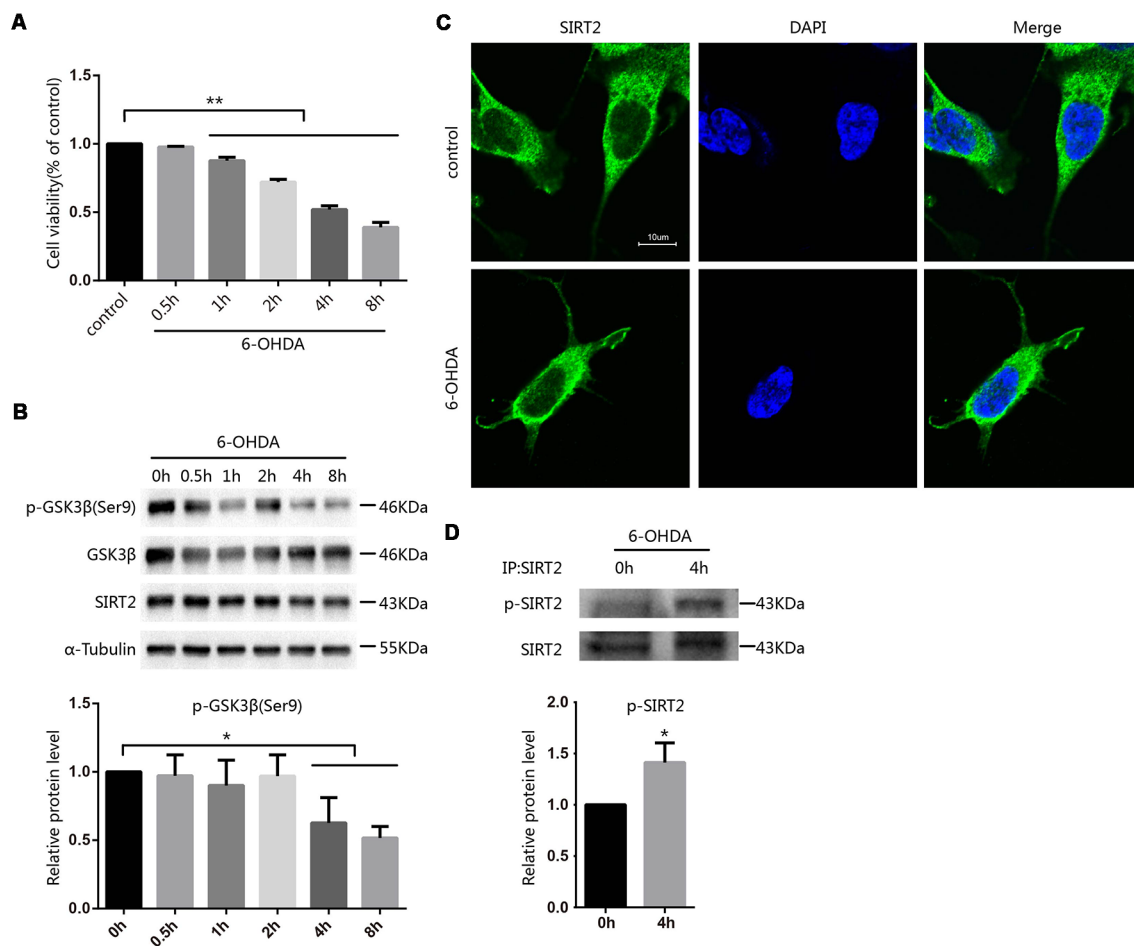 A
Cell viability(% of control)
1.5
1.0
0.5
0.0
**
control
0.5h
1h
2h
4h
8h
6-OHDA
B
6-OHDA
0h 0.5h 1h 2h 4h 8h
p-GSK3β(Ser9) 46KDa
GSK3β 46KDa
SIRT2 43KDa
α-Tubulin 55KDa
p-GSK3β(Ser9)
Relative protein level
1.5
1.0
0.5
0.0
*
0h
0.5h
1h
2h
4h
8h
C
SIRT2 DAPI Merge
control
10um
6-OHDA
D
6-OHDA
IP:SIRT2 0h 4h
p-SIRT2 43KDa
SIRT2 43KDa
p-SIRT2
Relative protein level
2.0
1.5
1.0
0.5
0.0
*
0h 4h